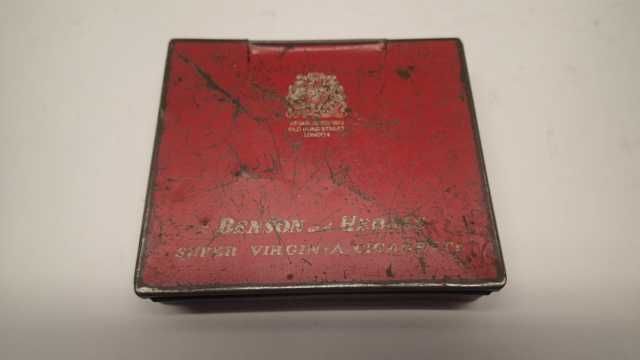 OLD BOND STREET
LONDON
BENSON and HEDGES
SUPER VIRGINIA CIGARETTES